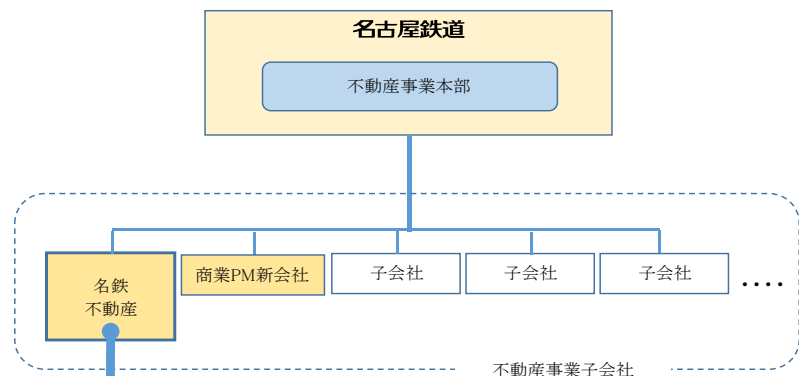 名古屋鉄道
不動産事業本部
名鉄
不動産
商業PM新会社
子会社
子会社
子会社
....
不動産事業子会社